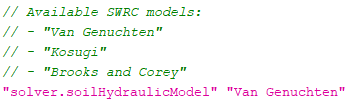 // Available SWRC models:
// - "Van Genuchten"
// - "Kosugi"
// - "Brooks and Corey"
"solver.soilHydraulicModel" "Van Genuchten"